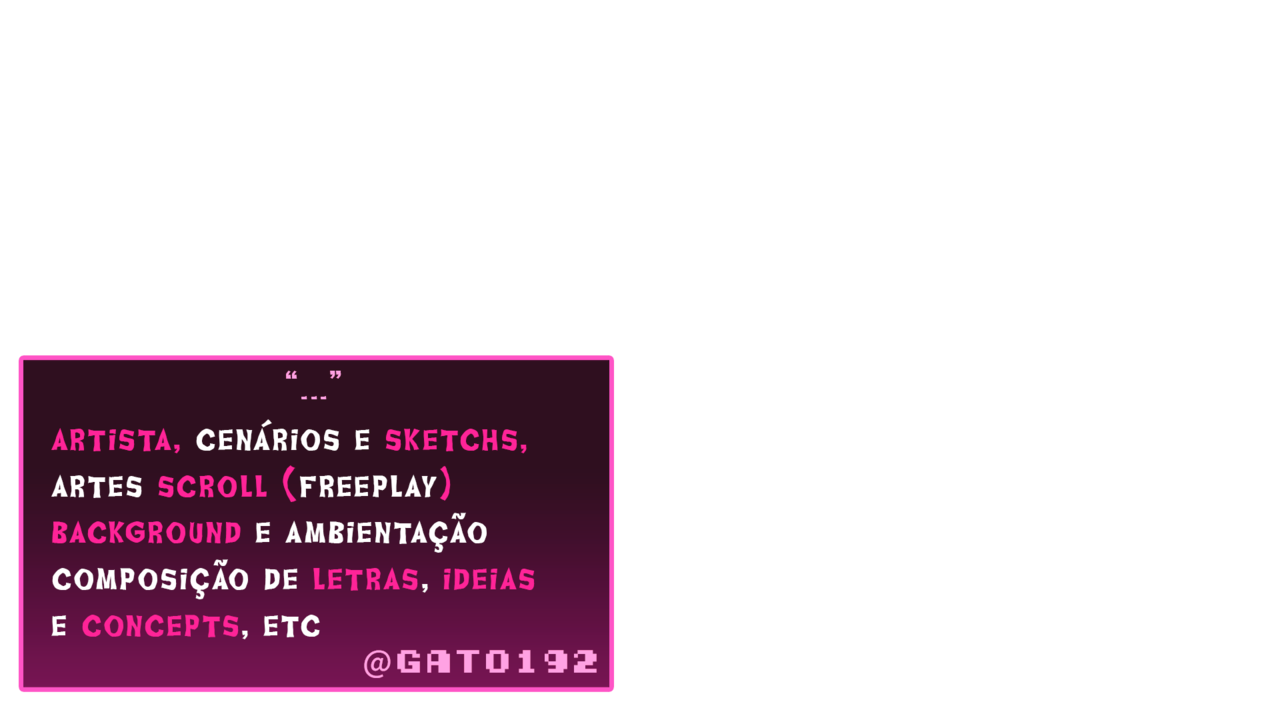 “---”
ARTiSTA, CENÁRiOS E SKETCHS,
ARTES SCROLL (FREEPLAY)
BACKGROUND E AMBiENTAÇÃO
COMPOSiÇÃO DE LETRAS, iDEiAS
E CONCEPTS, ETC
@GATO192